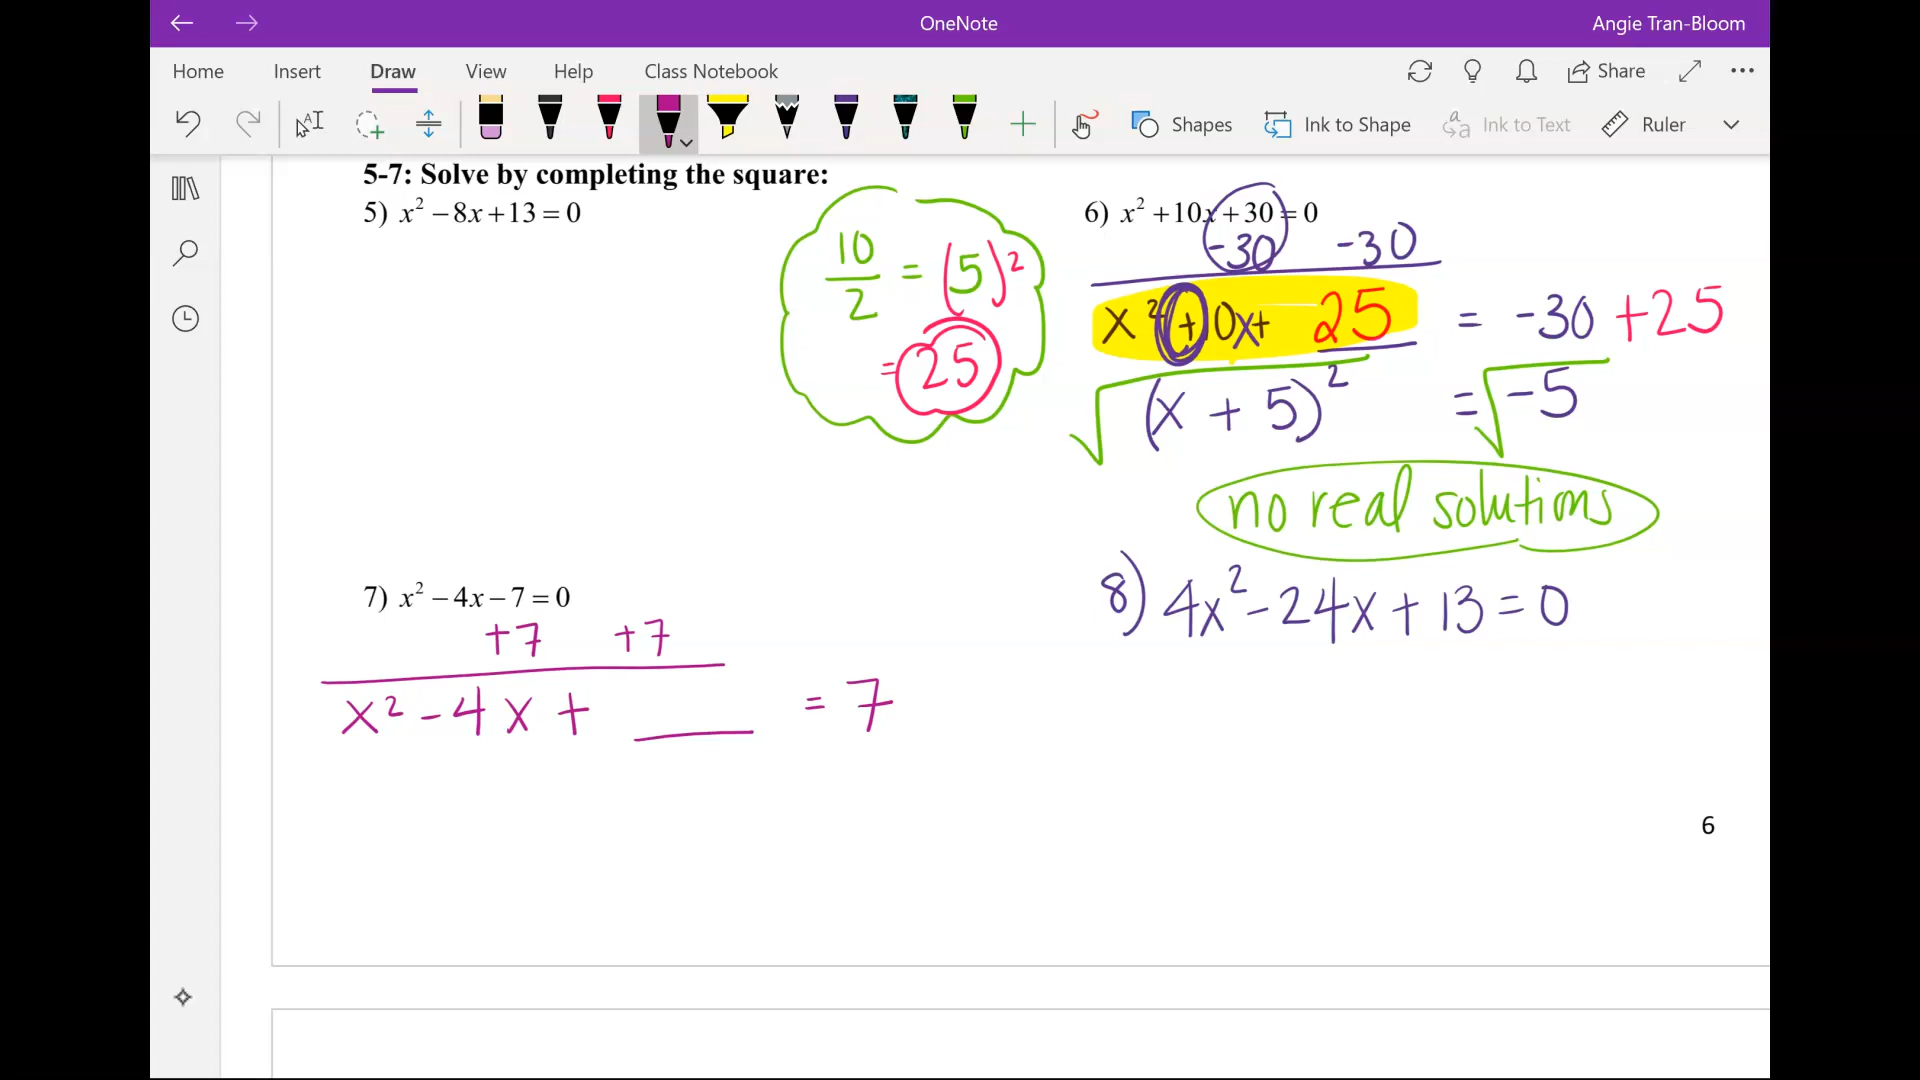 OneNote
Angie Tran-Bloom
Home Insert Draw View Help Class Notebook
Share
Shapes Ink to Shape Ink to Text Ruler
5-7: Solve by completing the square:
5) x² − 8x + 13 = 0
10/2 = (5)²
= 25
6) x² + 10x + 30 = 0
-30 -30
x² + 10x + 25 = -30 + 25
√(x + 5)² = √-5
no real solutions
7) x² − 4x − 7 = 0
+7 +7
x² - 4x + ___ = 7
8) 4x² - 24x + 13 = 0
6